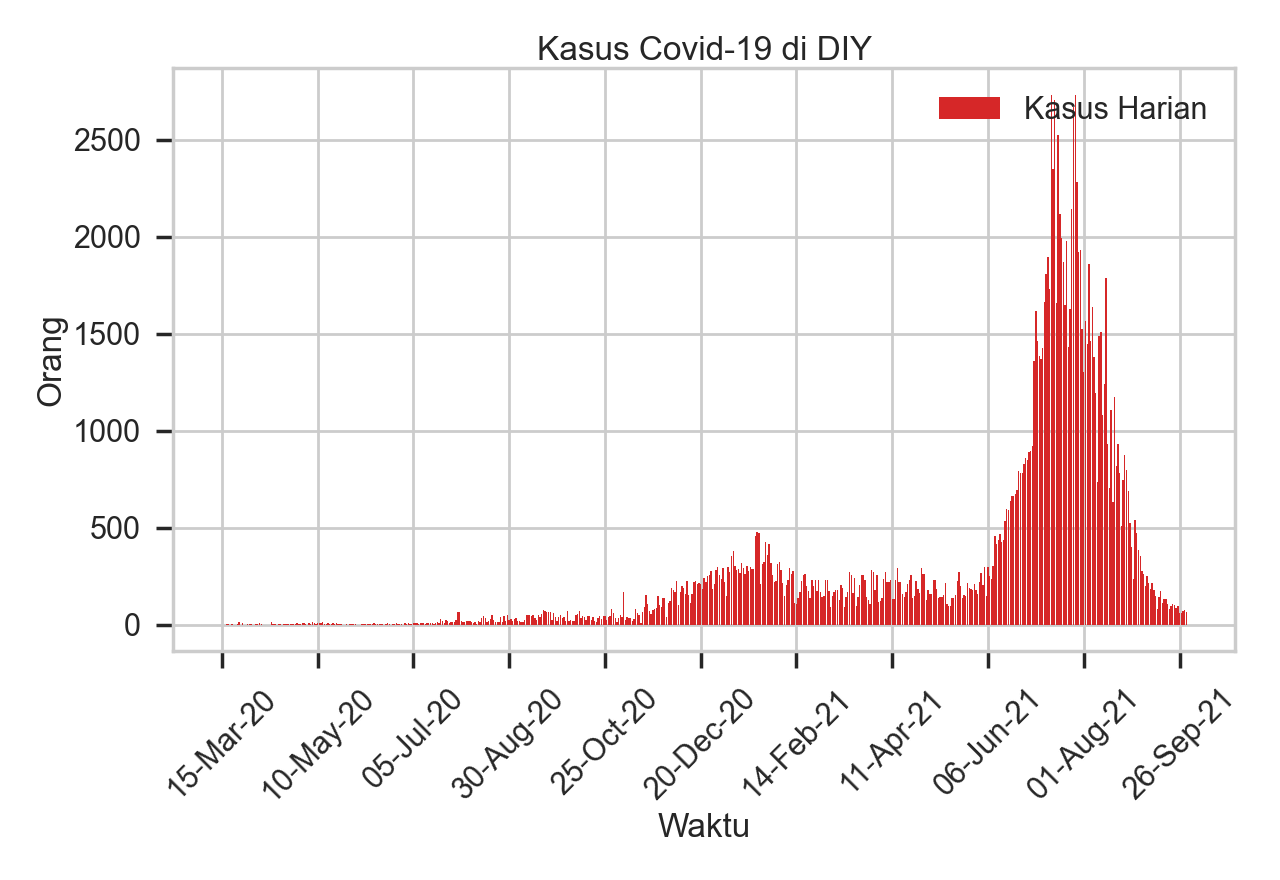 Kasus Covid-19 di DIY
Kasus Harian
Orang
2500
2000
1500
1000
500
0
15-Mar-20
10-May-20
05-Jul-20
30-Aug-20
25-Oct-20
20-Dec-20
14-Feb-21
11-Apr-21
06-Jun-21
01-Aug-21
26-Sep-21
Waktu